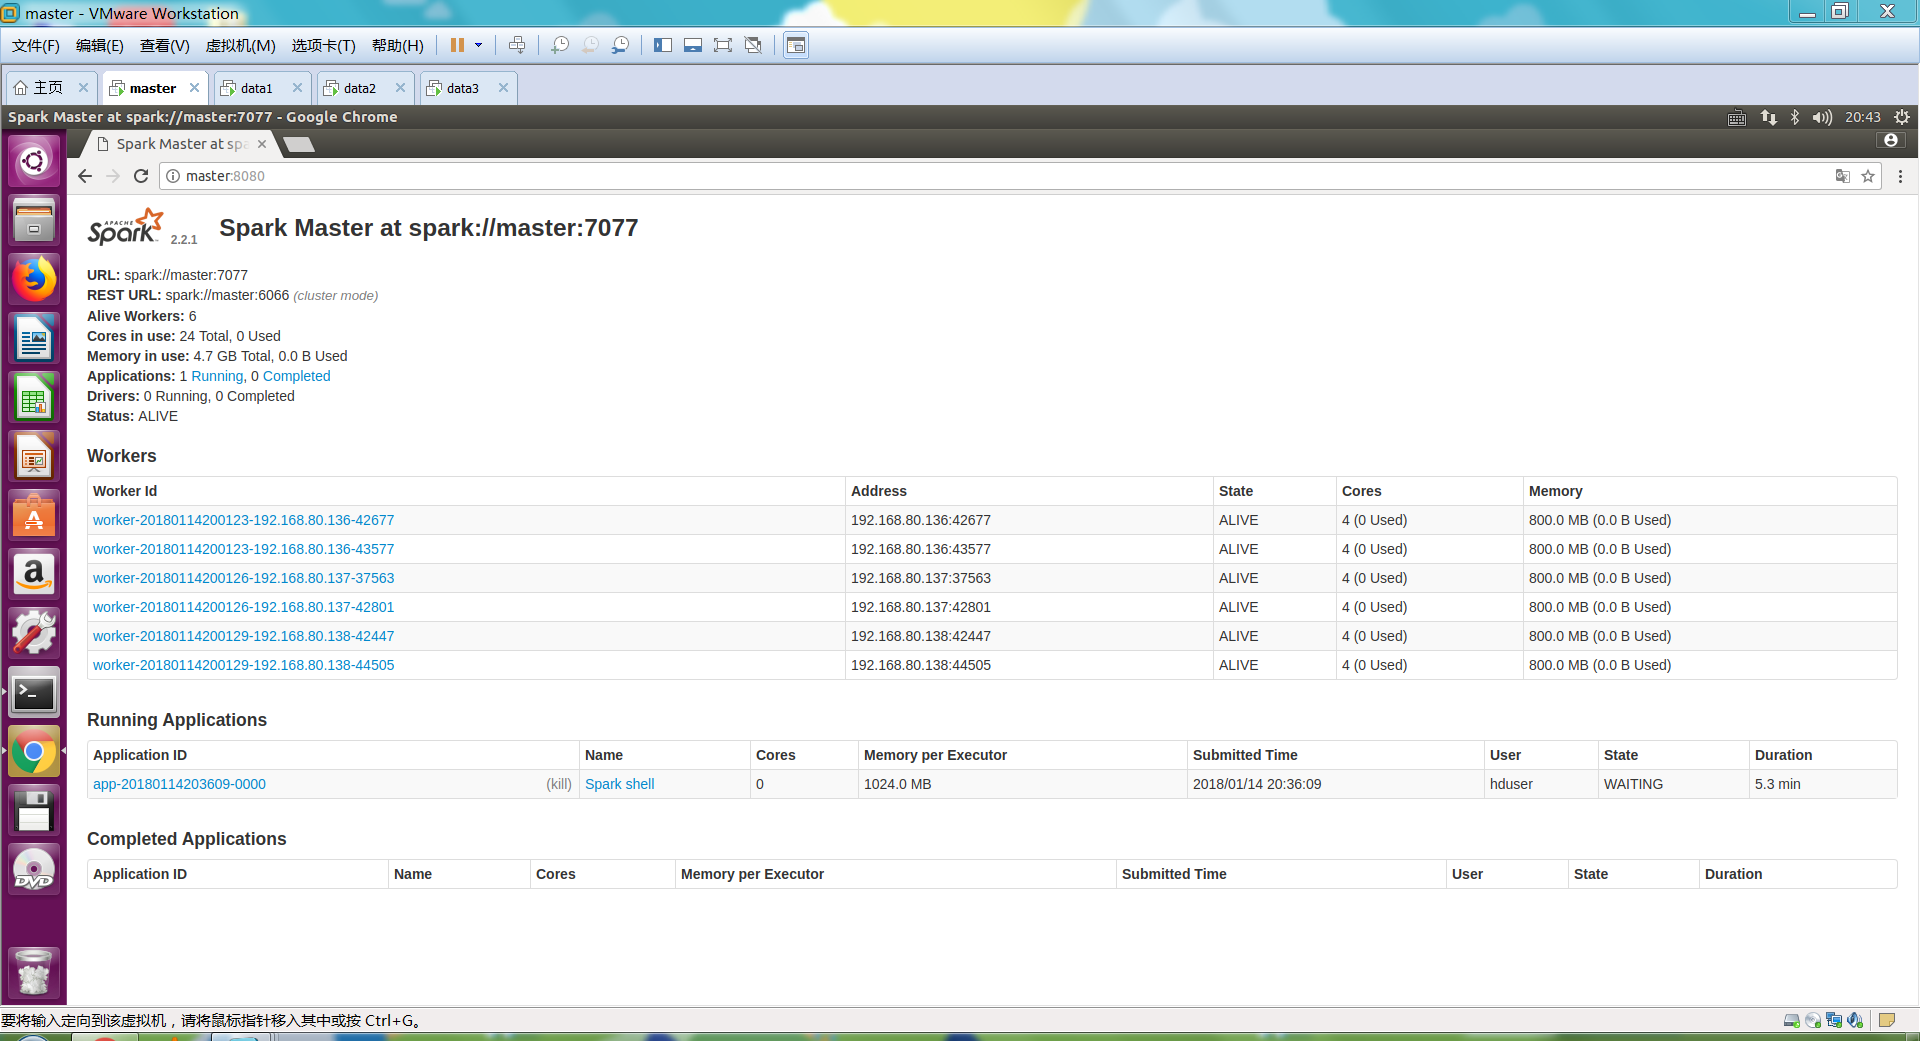 master - VMware Workstation
文件(F) 编辑(E) 查看(V) 虚拟机(M) 选项卡(T) 帮助(H)
主页 master data1 data2 data3
Spark Master at spark://master:7077 - Google Chrome 20:43
Spark Master at spa
master:8080
APACHE Spark 2.2.1 Spark Master at spark://master:7077
URL: spark://master:7077
REST URL: spark://master:6066 (cluster mode)
Alive Workers: 6
Cores in use: 24 Total, 0 Used
Memory in use: 4.7 GB Total, 0.0 B Used
Applications: 1 Running, 0 Completed
Drivers: 0 Running, 0 Completed
Status: ALIVE
Workers
Worker Id Address State Cores Memory
worker-20180114200123-192.168.80.136-42677 192.168.80.136:42677 ALIVE 4 (0 Used) 800.0 MB (0.0 B Used)
worker-20180114200123-192.168.80.136-43577 192.168.80.136:43577 ALIVE 4 (0 Used) 800.0 MB (0.0 B Used)
worker-20180114200126-192.168.80.137-37563 192.168.80.137:37563 ALIVE 4 (0 Used) 800.0 MB (0.0 B Used)
worker-20180114200126-192.168.80.137-42801 192.168.80.137:42801 ALIVE 4 (0 Used) 800.0 MB (0.0 B Used)
worker-20180114200129-192.168.80.138-42447 192.168.80.138:42447 ALIVE 4 (0 Used) 800.0 MB (0.0 B Used)
worker-20180114200129-192.168.80.138-44505 192.168.80.138:44505 ALIVE 4 (0 Used) 800.0 MB (0.0 B Used)
Running Applications
Application ID Name Cores Memory per Executor Submitted Time User State Duration
app-20180114203609-0000 (kill) Spark shell 0 1024.0 MB 2018/01/14 20:36:09 hduser WAITING 5.3 min
Completed Applications
Application ID Name Cores Memory per Executor Submitted Time User State Duration
DVD
要将输入定向到该虚拟机，请将鼠标指针移入其中或按 Ctrl+G。